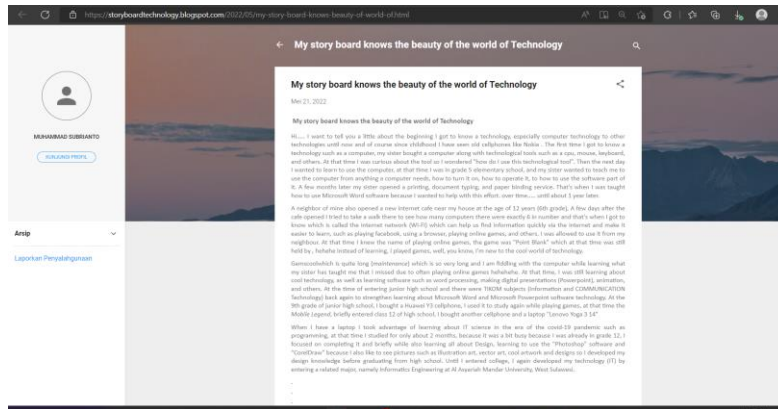 https://storyboardtechnology.blogspot.com/2022/05/my-story-board-knows-beauty-of-world-of.html
My story board knows the beauty of the world of Technology
MUHAMMAD SUBRIANTO
KUNJUNGI PROFIL
Arsip
Laporkan Penyalahgunaan
My story board knows the beauty of the world of Technology
Mei 21, 2022
My story board knows the beauty of the world of Technology
Hi..... I want to tell you a little about the beginning I got to know a technology, especially computer technology to other
technologies until now and of course since childhood I have seen old cellphones like Nokia . The first time I got to know a
technology such as a computer, my sister bought a computer along with technological tools such as a cpu, mouse, keyboard,
and others. At that time I was curious about the tool so I wondered "how do I use this technological tool". Then the next day
I wanted to learn to use the computer, at that time I was in grade 5 elementary school, and my sister wanted to teach me to
use the computer from anything a computer needs, how to turn it on, how to operate it, to how to use the software part of
it. A few months later my sister opened a printing, document typing, and paper binding service. That's when I was taught
how to use Microsoft Word software because I wanted to help with this effort over time..... until about 1 year later.
A neighbor of mine also opened a new internet cafe near my house at the age of 12 years (6th grade). A few days after the
cafe opened I tried to take a walk there to see how many computers there were exactly 6 in number and that's when I got to
know which is called the Internet network (Wi-Fi) which can help us find information quickly via the internet and make it
easier to learn, such as playing facebook, using a browser, playing online games, and others. I was allowed to use it from my
neighbour. At that time I knew the name of playing online games, the game was "Point Blank" which at that time was still
held by , hehehe instead of learning, I played games, well, you know, I'm new to the cool world of technology.
Gamscodwhich is quite long (maintenance) which is so very long and I am fiddling with the computer while learning what
my sister has taught me that I missed due to often playing online games hehehehe. At that time, I was still learning about
cool technology, as well as learning software such as word processing, making digital presentations (Powerpoint), animation,
and others. At the time of entering junior high school and there were TIKOM subjects (Information and COMMUNICATION
Technology) back again to strengthen learning about Microsoft Word and Microsoft Powerpoint software technology. At the
9th grade of junior high school, I bought a Huawei Y3 cellphone, I used it to study again while playing games, at that time the
Mobile Legend, briefly entered class 12 of high school, I bought another cellphone and a laptop "Lenovo Yoga 3 14".
When I have a laptop I took advantage of learning about IT science in the era of the covid-19 pandemic such as
programming, at that time I studied for only about 2 months, because it was a bit busy because I was already in grade 12, I
focused on completing it and briefly while also learning all about Design, learning to use the "Photoshop" software and
"CorelDraw" because I also like to see pictures such as illustration art, vector art, cool artwork and designs so I developed my
design knowledge before graduating from high school. Until I entered college, I again developed my technology (IT) by
entering a related major, namely Informatics Engineering at Al Asyariah Mandar University, West Sulawesi.
.
.
.